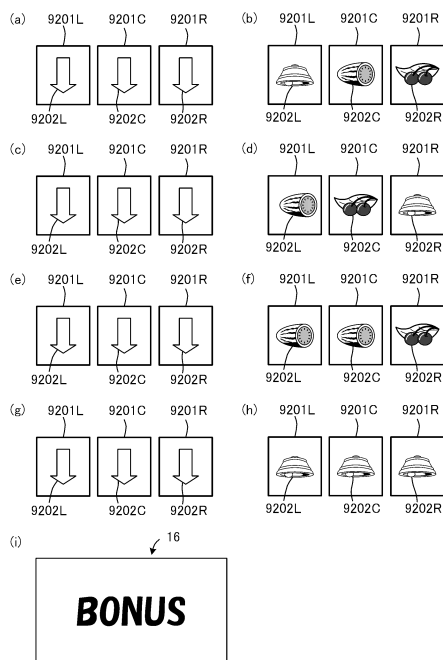 (a) 9201L 9201C 9201R
9202L 9202C 9202R
(b) 9201L 9201C 9201R
9202L 9202C 9202R
(c) 9201L 9201C 9201R
9202L 9202C 9202R
(d) 9201L 9201C 9201R
9202L 9202C 9202R
(e) 9201L 9201C 9201R
9202L 9202C 9202R
(f) 9201L 9201C 9201R
9202L 9202C 9202R
(g) 9201L 9201C 9201R
9202L 9202C 9202R
(h) 9201L 9201C 9201R
9202L 9202C 9202R
(i) 16
BONUS